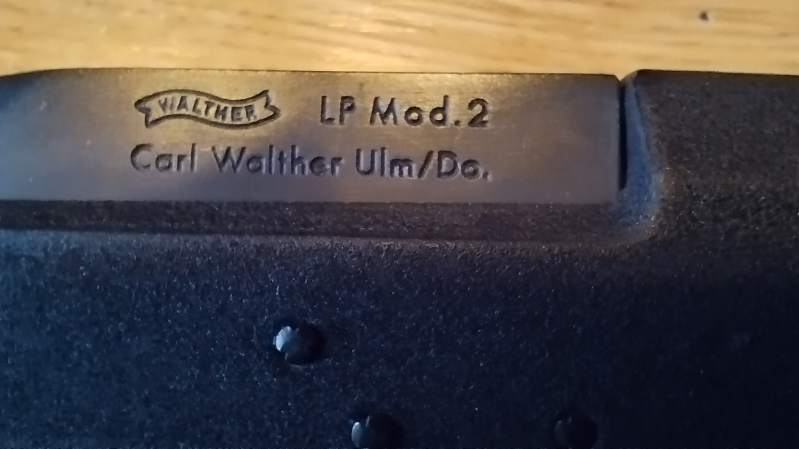 WALTHER LP Mod.2
Carl Walther Ulm/Do.